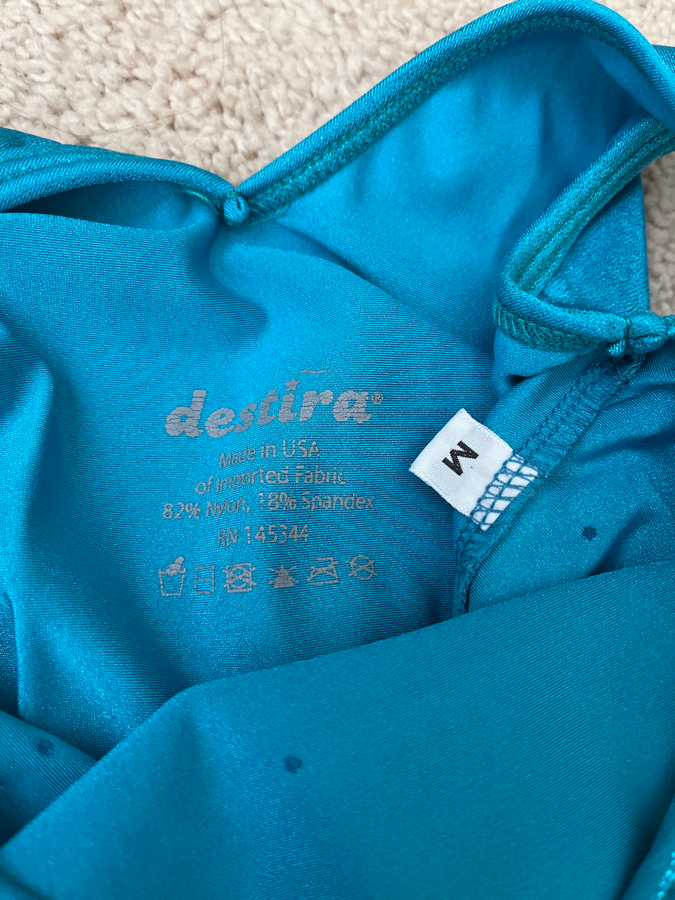 destira®
Made in USA
of Imported Fabric
82% Nylon, 18% Spandex
RN 145344
M